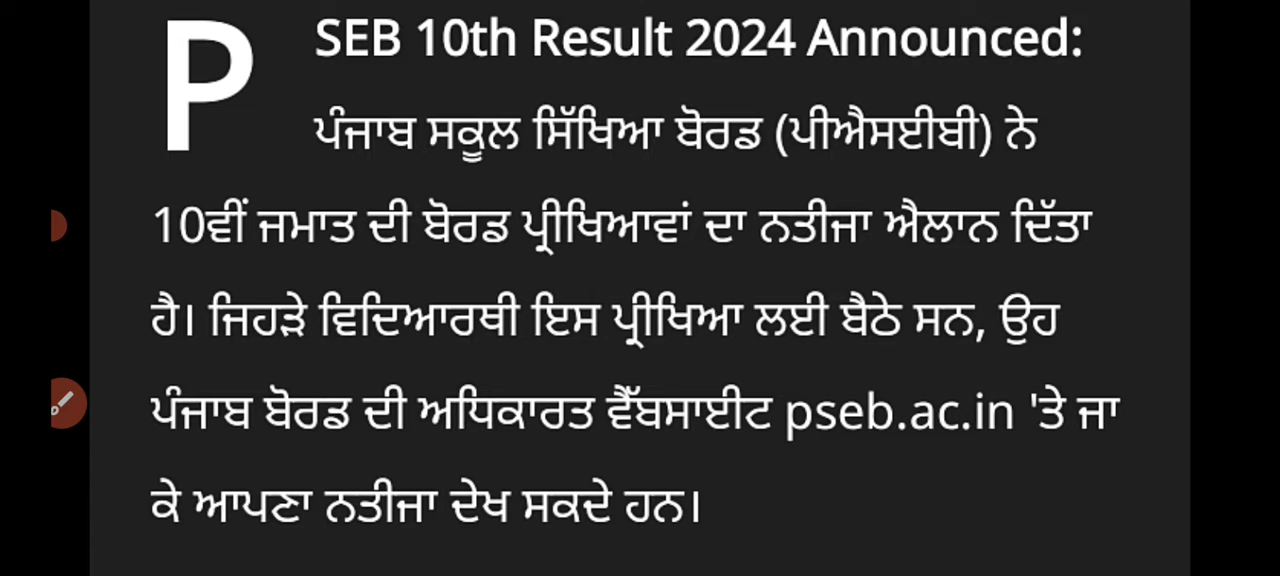 PSEB 10th Result 2024 Announced:
ਪੰਜਾਬ ਸਕੂਲ ਸਿੱਖਿਆ ਬੋਰਡ (ਪੀਐਸਈਬੀ) ਨੇ
10ਵੀਂ ਜਮਾਤ ਦੀ ਬੋਰਡ ਪ੍ਰੀਖਿਆਵਾਂ ਦਾ ਨਤੀਜਾ ਐਲਾਨ ਦਿੱਤਾ
ਹੈ। ਜਿਹੜੇ ਵਿਦਿਆਰਥੀ ਇਸ ਪ੍ਰੀਖਿਆ ਲਈ ਬੈਠੇ ਸਨ, ਉਹ
ਪੰਜਾਬ ਬੋਰਡ ਦੀ ਅਧਿਕਾਰਤ ਵੈੱਬਸਾਈਟ pseb.ac.in 'ਤੇ ਜਾ
ਕੇ ਆਪਣਾ ਨਤੀਜਾ ਦੇਖ ਸਕਦੇ ਹਨ।